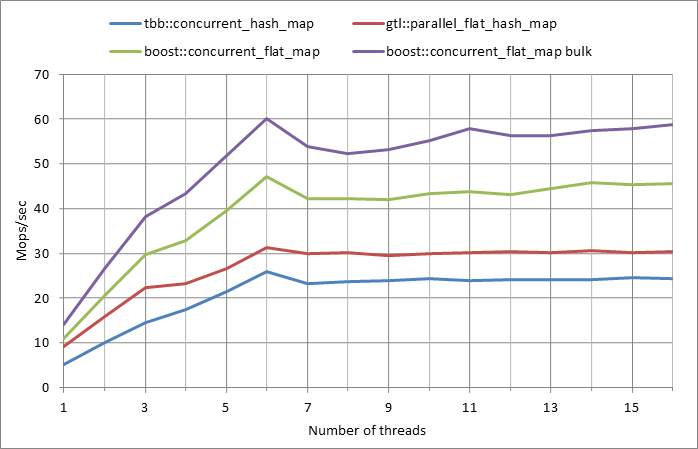 tbb::concurrent_hash_map
gtl::parallel_flat_hash_map
boost::concurrent_flat_map
boost::concurrent_flat_map bulk
70
60
50
40
30
20
10
0
Mops/sec
1
3
5
7
9
11
13
15
Number of threads